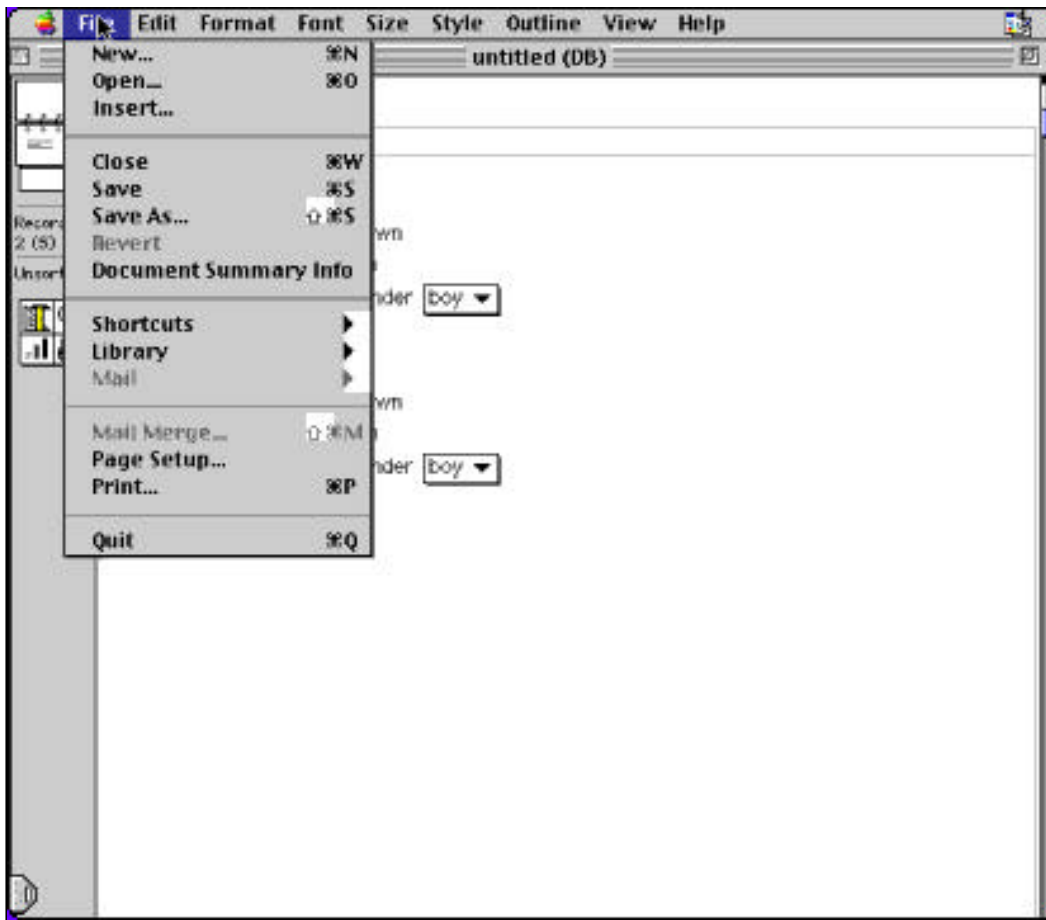 File Edit Format Font Size Style Outline View Help
untitled (DB)
New... ⌘N
Open... ⌘O
Insert...
Close ⌘W
Save ⌘S
Save As... ⇧⌘S
Revert
Document Summary Info
Shortcuts
Library
Mail
Mail Merge... ⇧⌘M
Page Setup...
Print... ⌘P
Quit ⌘Q
Recor
2 (5)
Unsor
wn
nder boy
wn
nder boy